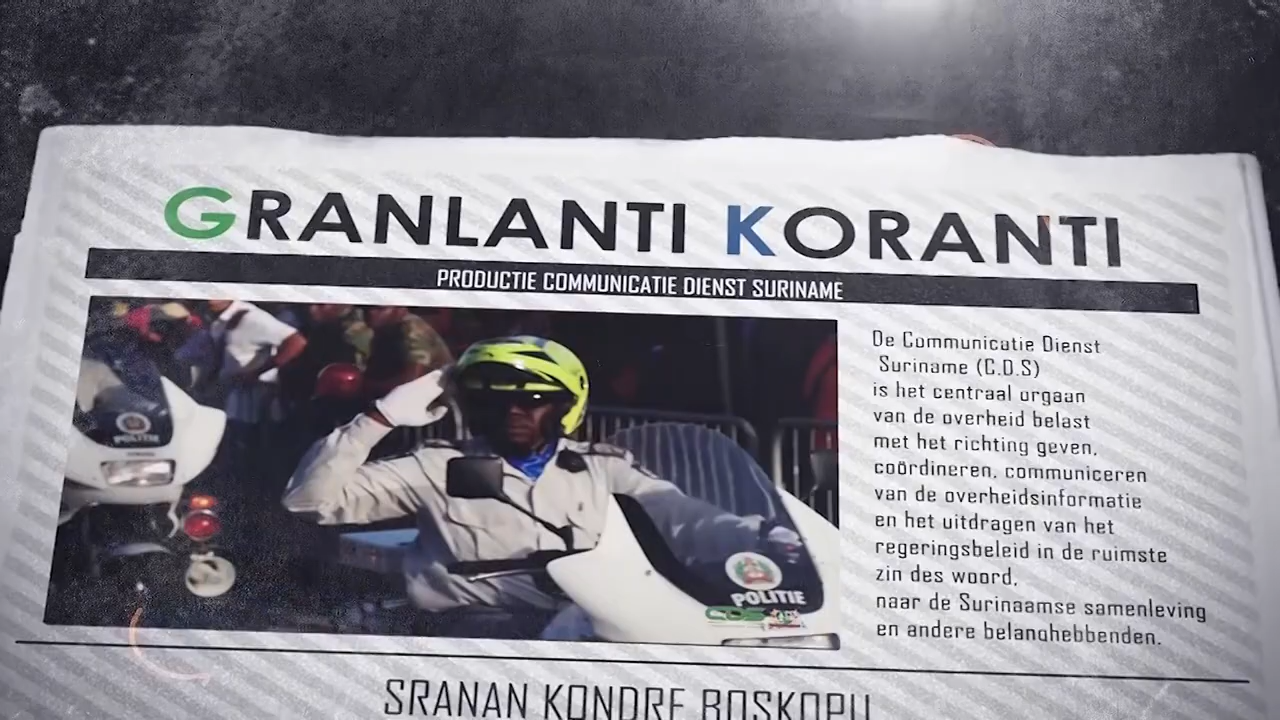 GRANLANTI KORANTI
PRODUCTIE COMMUNICATIE DIENST SURINAME
De Communicatie Dienst
Suriname (C.D.S)
is het centraal orgaan
van de overheid belast
met het richting geven,
coördineren, communiceren
van de overheidsinformatie
en het uitdragen van het
regeringsbeleid in de ruimste
zin des woord,
naar de Surinaamse samenleving
en andere belanghebbenden.
POLITIE
POLITIE
CDS
SRANAN KONDRE BOSKOPU